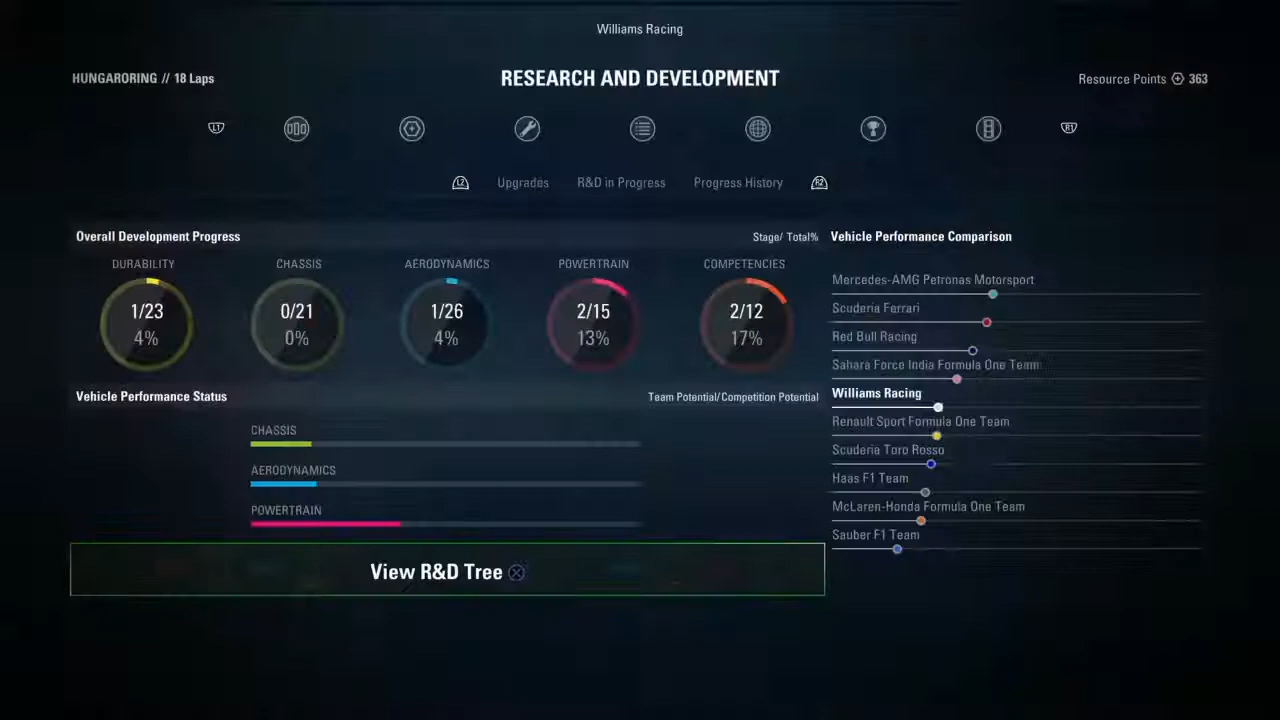 Williams Racing
HUNGARORING // 18 Laps
RESEARCH AND DEVELOPMENT
Resource Points 363
L1
R1
L2
Upgrades
R&D in Progress
Progress History
R2
Overall Development Progress
Stage/ Total%
DURABILITY
CHASSIS
AERODYNAMICS
POWERTRAIN
COMPETENCIES
1/23
0/21
1/26
2/15
2/12
4%
0%
4%
13%
17%
Vehicle Performance Status
Team Potential/Competition Potential
CHASSIS
AERODYNAMICS
POWERTRAIN
View R&D Tree
Vehicle Performance Comparison
Mercedes-AMG Petronas Motorsport
Scuderia Ferrari
Red Bull Racing
Sahara Force India Formula One Team
Williams Racing
Renault Sport Formula One Team
Scuderia Toro Rosso
Haas F1 Team
McLaren-Honda Formula One Team
Sauber F1 Team